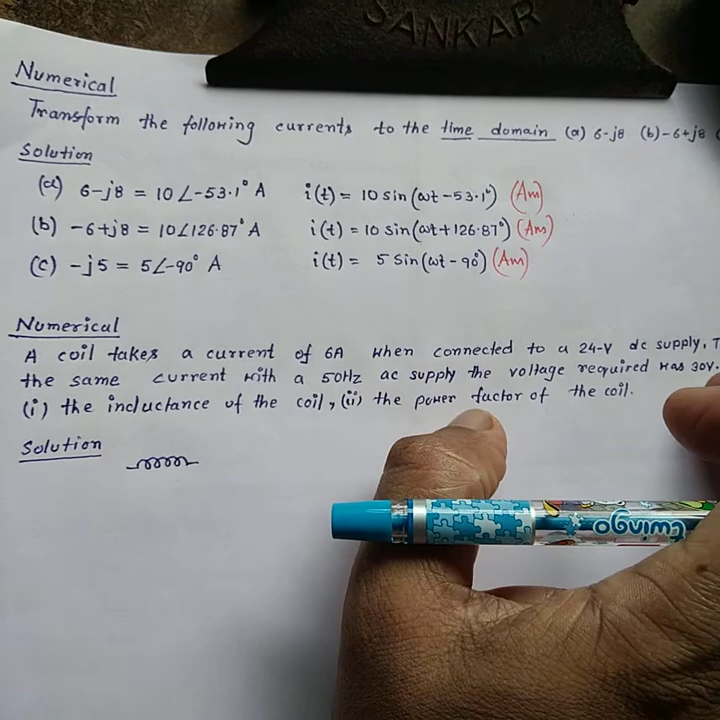 SANKAR
Numerical
Transform the following currents to the time domain (a) 6-j8 (b)-6+j8 (
Solution
(a) 6-j8 = 10∠-53.1° A i(t) = 10 sin(ωt-53.1°) (Ans)
(b) -6+j8 = 10∠126.87° A i(t) = 10 sin(ωt+126.87°) (Ans)
(c) -j5 = 5∠-90° A i(t) = 5 sin(ωt-90°) (Ans)
Numerical
A coil takes a current of 6A when connected to a 24-V dc supply, T
the same current with a 50Hz ac supply the voltage required was 30V.
(i) the inductance of the coil, (ii) the power factor of the coil.
Solution
twingo